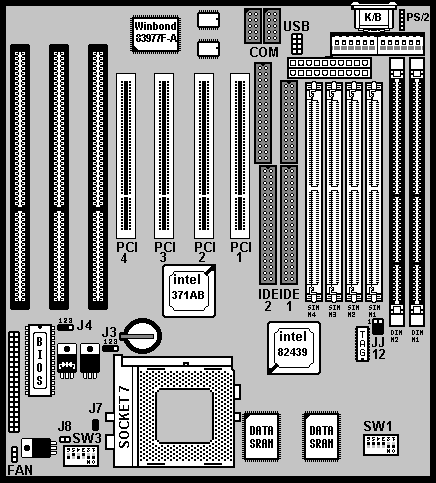 Winbond
83977F-A
COM
USB
K/B
PS/2
PCI
4
PCI
3
PCI
2
PCI
1
intel
371AB
IDE
2
IDE
1
SIM
M4
SIM
M3
SIM
M2
SIM
M1
DIM
M2
DIM
M1
intel
82439
TAG
JJ
12
BIOS
123
J4
J3
123
SOCKET 7
J7
J8
SW3
FAN
DATA
SRAM
DATA
SRAM
SW1